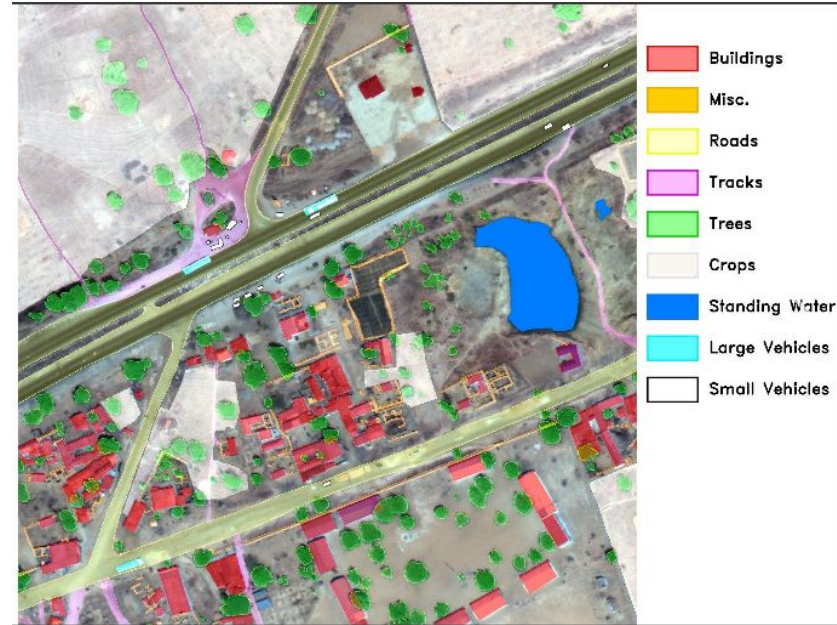 Buildings
Misc.
Roads
Tracks
Trees
Crops
Standing Water
Large Vehicles
Small Vehicles